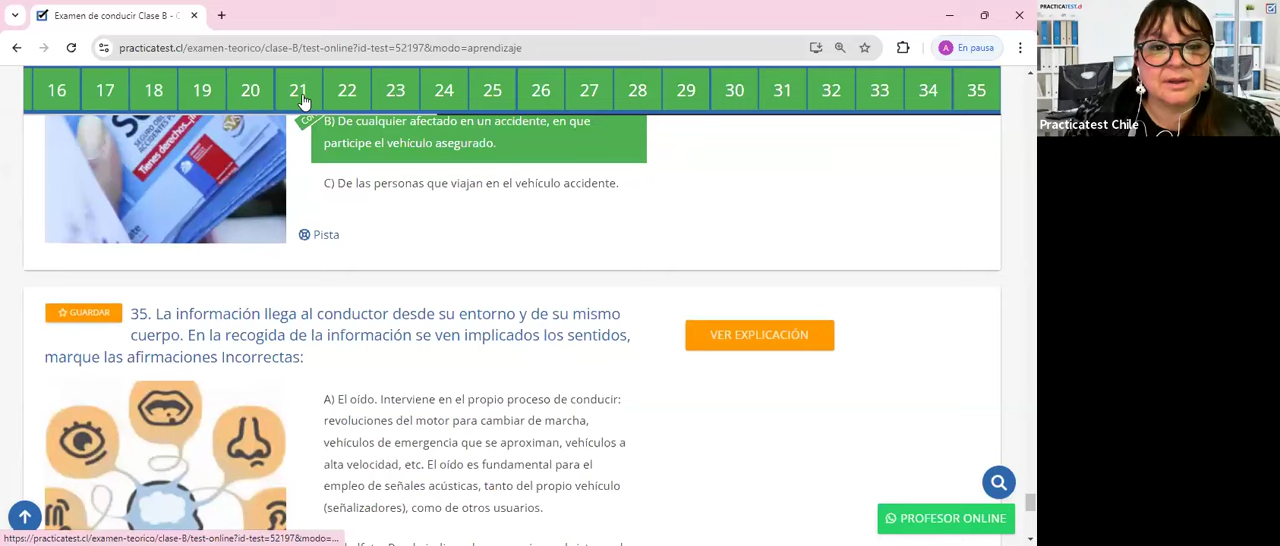 Examen de conducir Clase B - C
practicatest.cl/examen-teorico/clase-B/test-online?id-test=52197&modo=aprendizaje
A
En pausa
16 17 18 19 20 21 22 23 24 25 26 27 28 29 30 31 32 33 34 35
PRACTICATEST.cl
Practicatest Chile
B) De cualquier afectado en un accidente, en que
participe el vehículo asegurado.
C) De las personas que viajan en el vehículo accidente.
Tienes derechos...!
Pista
GUARDAR
35. La información llega al conductor desde su entorno y de su mismo
cuerpo. En la recogida de la información se ven implicados los sentidos,
marque las afirmaciones Incorrectas:
VER EXPLICACIÓN
A) El oído. Interviene en el propio proceso de conducir:
revoluciones del motor para cambiar de marcha,
vehículos de emergencia que se aproximan, vehículos a
alta velocidad, etc. El oído es fundamental para el
empleo de señales acústicas, tanto del propio vehículo
(señalizadores), como de otros usuarios.
PROFESOR ONLINE
https://practicatest.cl/examen-teorico/clase-B/test-online?id-test=52197&modo=...